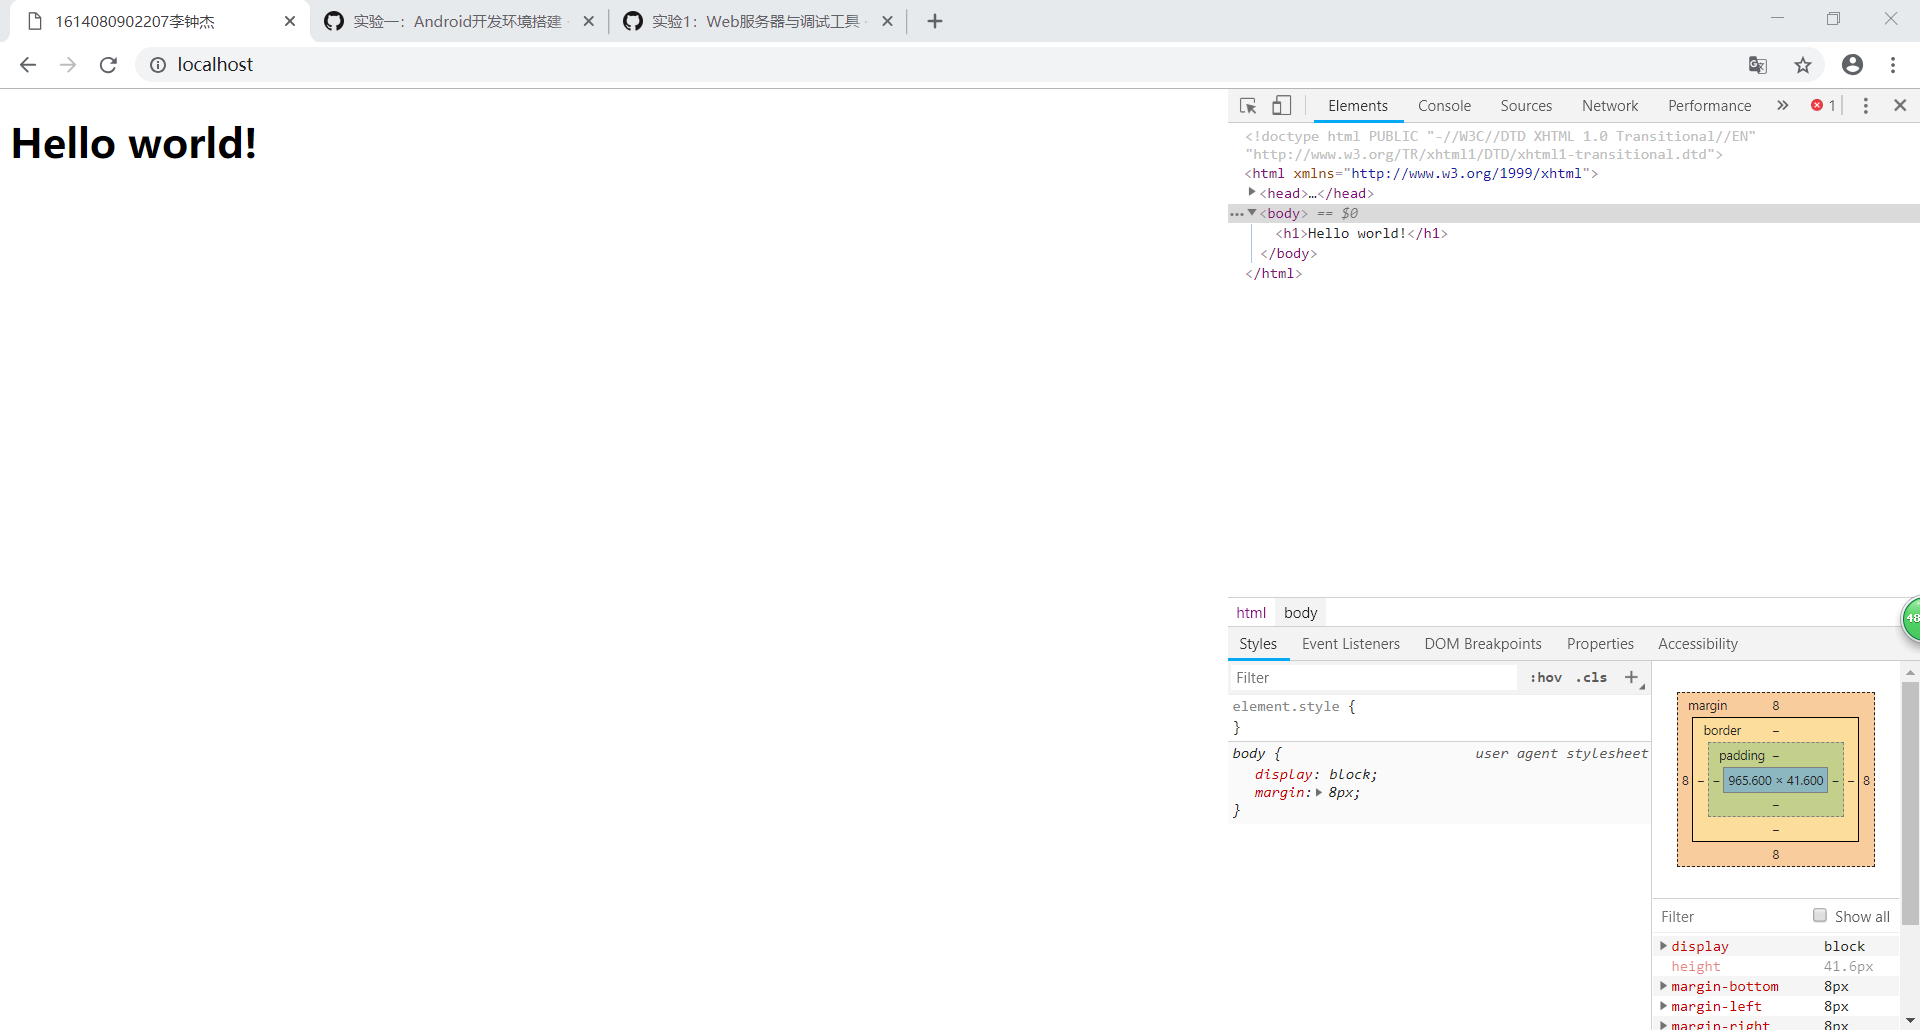 1614080902207李钟杰
实验一：Android开发环境搭建
实验1：Web服务器与调试工具
localhost
Hello world!
Elements Console Sources Network Performance 1
<!doctype html PUBLIC "-//W3C//DTD XHTML 1.0 Transitional//EN"
"http://www.w3.org/TR/xhtml1/DTD/xhtml1-transitional.dtd">
<html xmlns="http://www.w3.org/1999/xhtml">
<head>…</head>
<body> == $0
<h1>Hello world!</h1>
</body>
</html>
html body
48
Styles Event Listeners DOM Breakpoints Properties Accessibility
Filter :hov .cls +
element.style {
}
body { user agent stylesheet
display: block;
margin: 8px;
}
margin 8
border –
padding –
8 – – 965.600 × 41.600 – – 8
–
–
8
Filter Show all
display block
height 41.6px
margin-bottom 8px
margin-left 8px
margin-right 8px